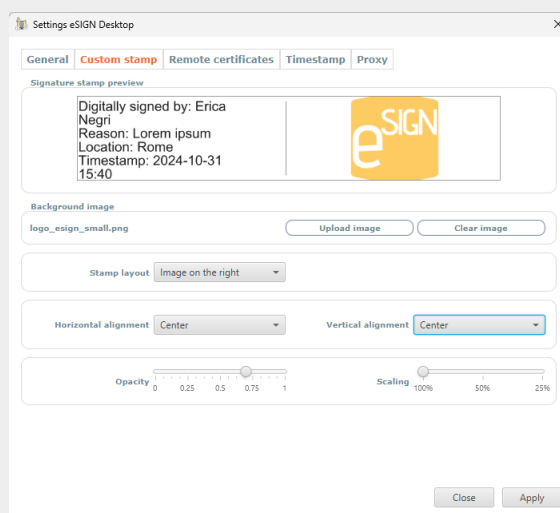 Settings eSIGN Desktop
General Custom stamp Remote certificates Timestamp Proxy
Signature stamp preview
Digitally signed by: Erica
Negri
Reason: Lorem ipsum
Location: Rome
Timestamp: 2024-10-31
15:40
eSIGN
Background image
logo_esign_small.png Upload image Clear image
Stamp layout Image on the right
Horizontal alignment Center Vertical alignment Center
Opacity 0 0.25 0.5 0.75 1 Scaling 100% 50% 25%
Close Apply